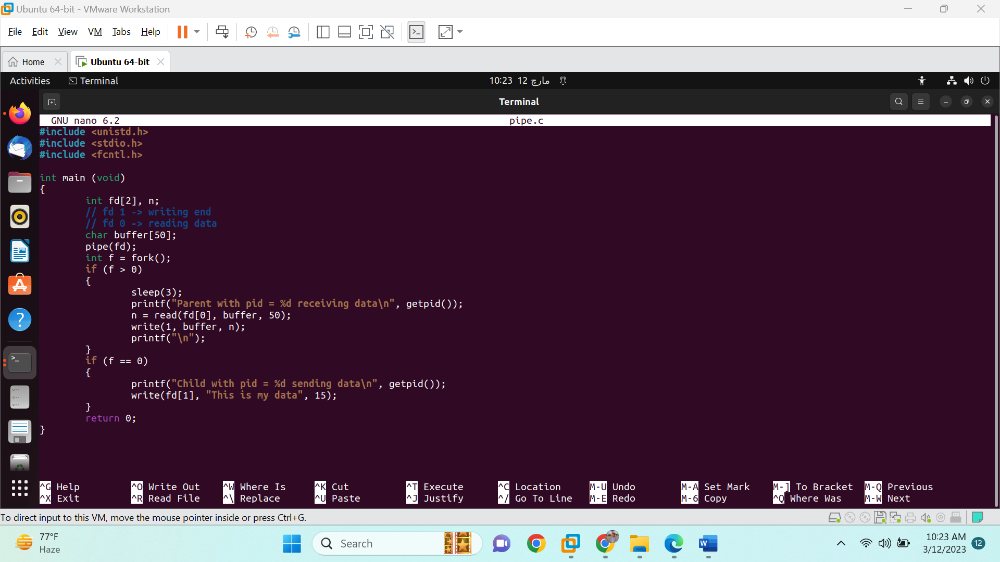 Ubuntu 64-bit - VMware Workstation
File Edit View VM Tabs Help
Home
Ubuntu 64-bit
Activities
Terminal
10:23 12 مارچ
Terminal
GNU nano 6.2
pipe.c
#include <unistd.h>
#include <stdio.h>
#include <fcntl.h>
int main (void)
{
int fd[2], n;
// fd 1 -> writing end
// fd 0 -> reading data
char buffer[50];
pipe(fd);
int f = fork();
if (f > 0)
{
sleep(3);
printf("Parent with pid = %d receiving data\n", getpid());
n = read(fd[0], buffer, 50);
write(1, buffer, n);
printf("\n");
}
if (f == 0)
{
printf("Child with pid = %d sending data\n", getpid());
write(fd[1], "This is my data", 15);
}
return 0;
}
^G Help ^O Write Out ^W Where Is ^K Cut ^T Execute ^C Location M-U Undo M-A Set Mark M-] To Bracket M-Q Previous
^X Exit ^R Read File ^\ Replace ^U Paste ^J Justify ^/ Go To Line M-E Redo M-6 Copy ^Q Where Was M-W Next
To direct input to this VM, move the mouse pointer inside or press Ctrl+G.
77°F
Haze
Search
10:23 AM
3/12/2023
12